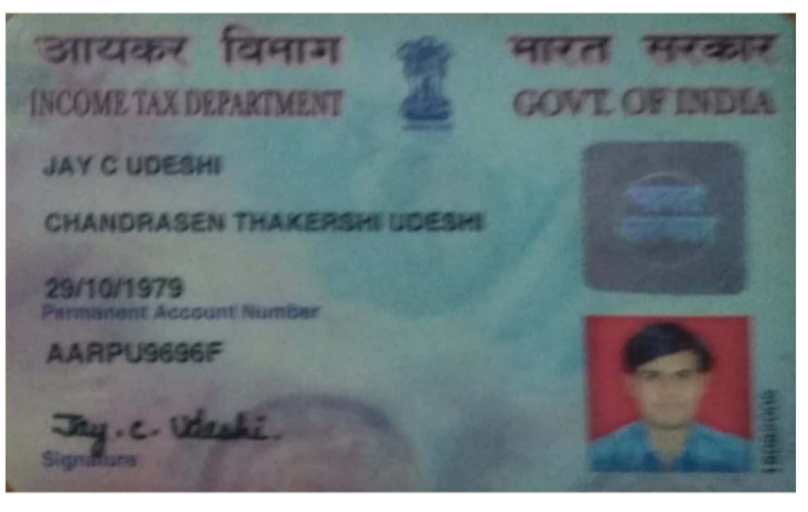 आयकर विभाग
भारत सरकार
INCOME TAX DEPARTMENT
GOVT. OF INDIA
JAY C UDESHI
CHANDRASEN THAKERSHI UDESHI
29/10/1979
Permanent Account Number
AARPU9696F
Jay. C. Udeshi.
Signature